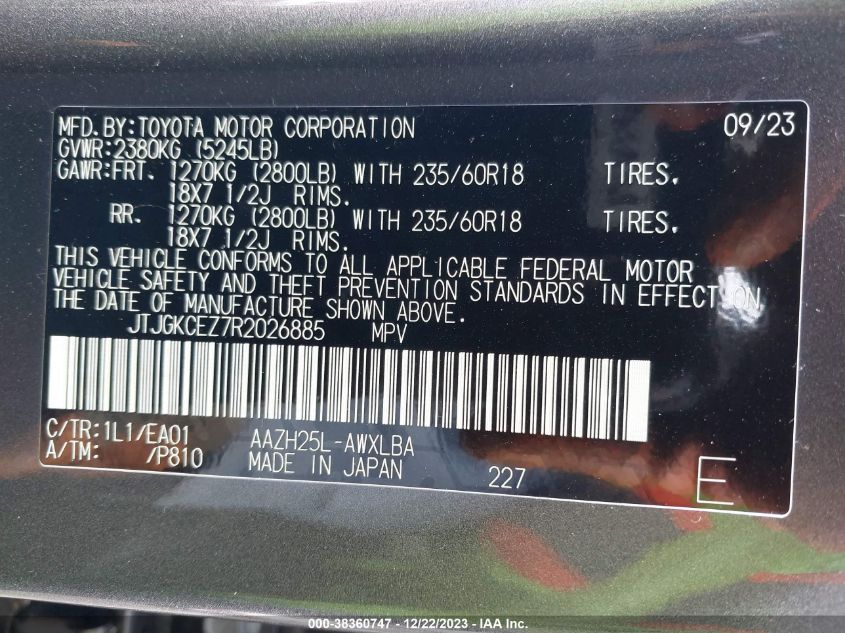 MFD.BY:TOYOTA MOTOR CORPORATION 09/23
GVWR:2380KG (5245LB)
GAWR:FRT. 1270KG (2800LB) WITH 235/60R18 TIRES.
18X7 1/2J RIMS.
RR. 1270KG (2800LB) WITH 235/60R18 TIRES.
18X7 1/2J RIMS.
THIS VEHICLE CONFORMS TO ALL APPLICABLE FEDERAL MOTOR
VEHICLE SAFETY AND THEFT PREVENTION STANDARDS IN EFFECT ON
THE DATE OF MANUFACTURE SHOWN ABOVE.
JTJGKCEZ7R2026885 MPV
C/TR:1L1/EA01 AAZH25L-AWXLBA
A/TM: /P810 MADE IN JAPAN 227 E
000-38360747 - 12/22/2023 - IAA Inc.